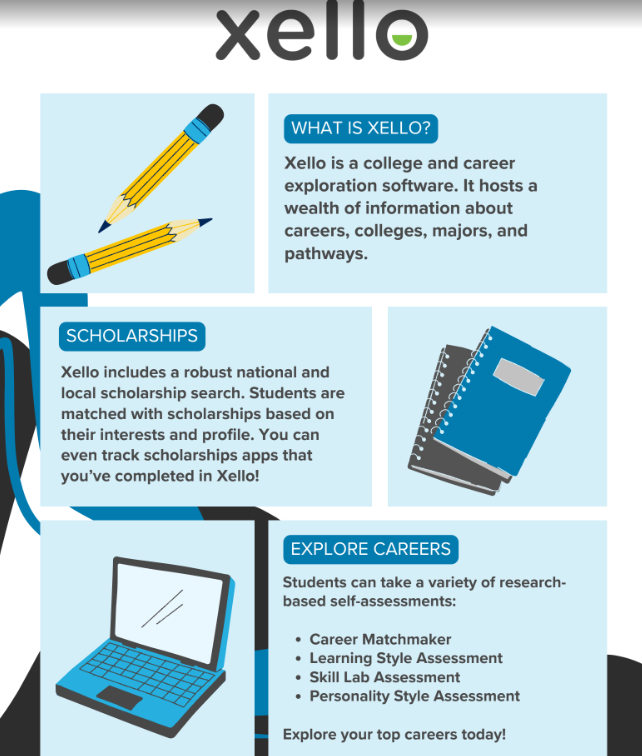 xello
WHAT IS XELLO?
Xello is a college and career
exploration software. It hosts a
wealth of information about
careers, colleges, majors, and
pathways.
SCHOLARSHIPS
Xello includes a robust national and
local scholarship search. Students are
matched with scholarships based on
their interests and profile. You can
even track scholarships apps that
you've completed in Xello!
EXPLORE CAREERS
Students can take a variety of research-
based self-assessments:
• Career Matchmaker
• Learning Style Assessment
• Skill Lab Assessment
• Personality Style Assessment
Explore your top careers today!